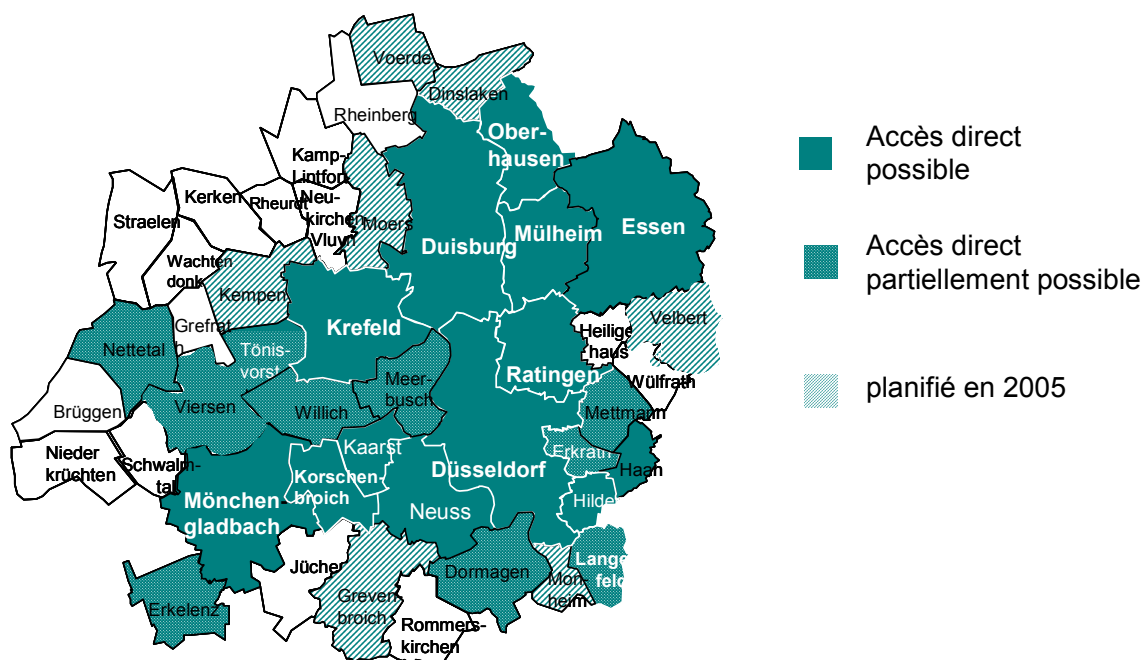 Voerde
Dinslaken
Rheinberg
Ober-
hausen
Kamp-
Lintfort
Kerken
Rheurdt
Neu-
kirchen
Vluyn
Moers
Straelen
Duisburg
Mülheim
Essen
Wachten
donk
Kempen
Grefrat
h
Krefeld
Velbert
Heilige
haus
Nettetal
Tönis-
vorst
Ratingen
Wülfrath
Meer-
busch
Brüggen
Viersen
Willich
Mettmann
Kaarst
Erkrath
Nieder
krüchten
Schwalm-
tal
Korschen-
broich
Düsseldorf
Haan
Mönchen-
gladbach
Neuss
Hilde
Jüchen
Dormagen
Lange
feld
Mon-
heim
Erkelenz
Greven
broich
Rommers-
kirchen
Accès direct
possible
Accès direct
partiellement possible
planifié en 2005